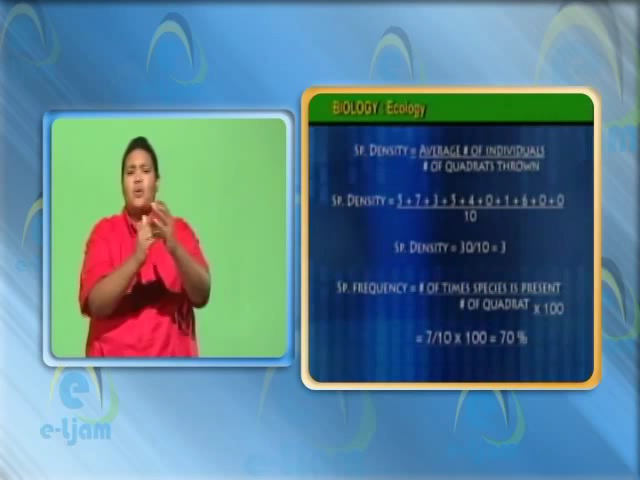 BIOLOGY : Ecology
SP. DENSITY = AVERAGE # OF INDIVIDUALS
# OF QUADRATS THROWN
SP. DENSITY = 5 + 7 + 3 + 5 + 4 + 0 + 1 + 6 + 0 + 0
10
SP. DENSITY = 30/10 = 3
SP. FREQUENCY = # OF TIMES SPECIES IS PRESENT
# OF QUADRAT X 100
= 7/10 X 100 = 70 %
e-Ljam